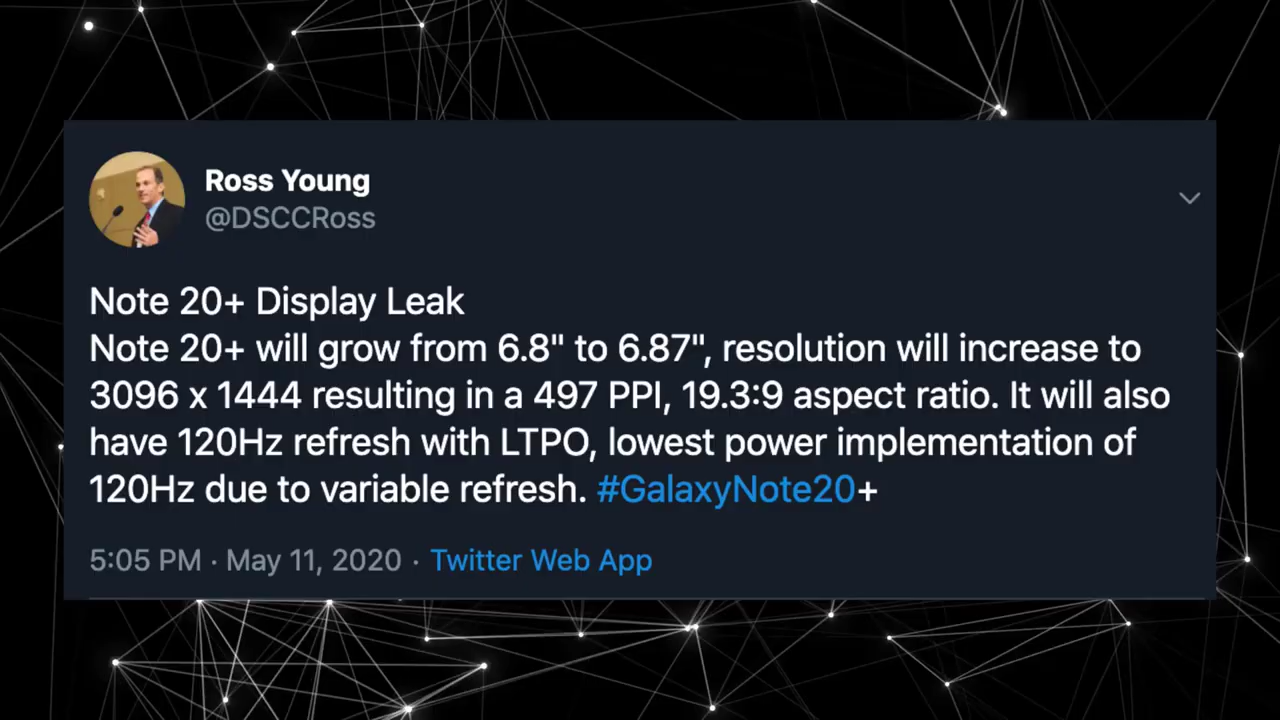 Ross Young
@DSCCRoss
Note 20+ Display Leak
Note 20+ will grow from 6.8" to 6.87", resolution will increase to
3096 x 1444 resulting in a 497 PPI, 19.3:9 aspect ratio. It will also
have 120Hz refresh with LTPO, lowest power implementation of
120Hz due to variable refresh. #GalaxyNote20+
5:05 PM · May 11, 2020 · Twitter Web App